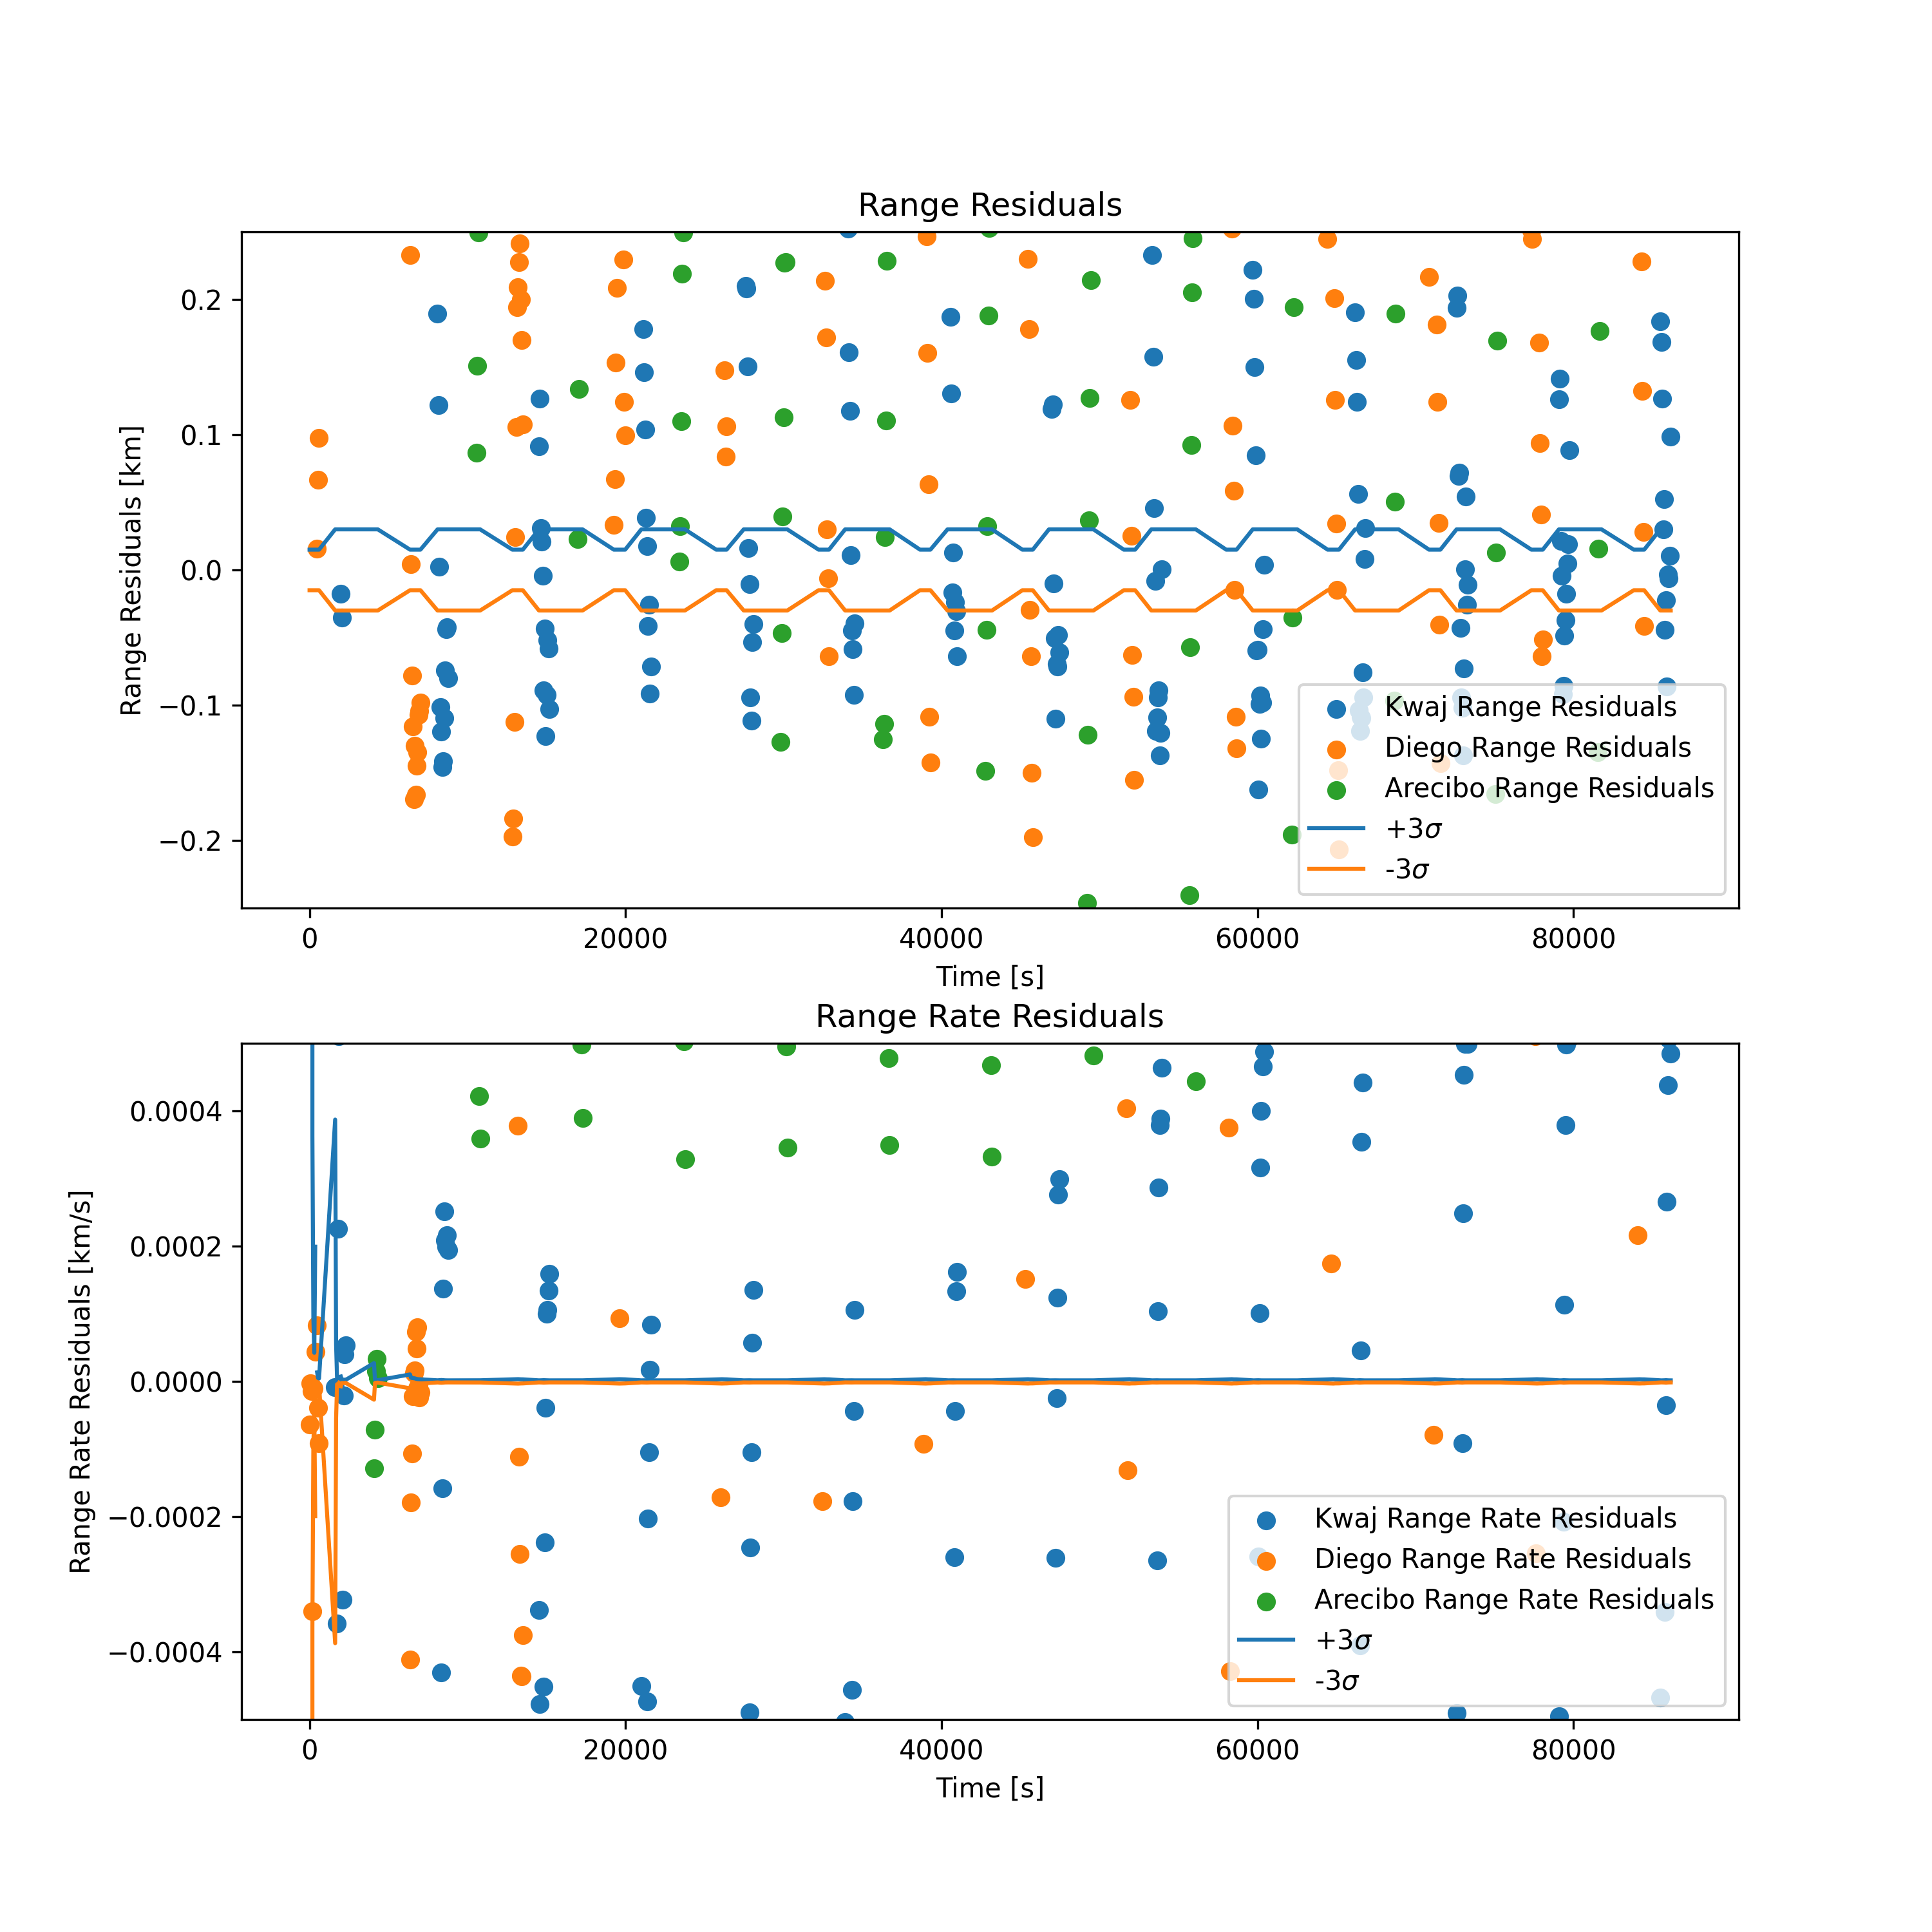 Range Residuals
Range Residuals [km]
0.2
0.1
0.0
−0.1
−0.2
Kwaj Range Residuals
Diego Range Residuals
Arecibo Range Residuals
+3σ
-3σ
0 20000 40000 60000 80000
Time [s]
Range Rate Residuals
Range Rate Residuals [km/s]
0.0004
0.0002
0.0000
−0.0002
−0.0004
Kwaj Range Rate Residuals
Diego Range Rate Residuals
Arecibo Range Rate Residuals
+3σ
-3σ
0 20000 40000 60000 80000
Time [s]